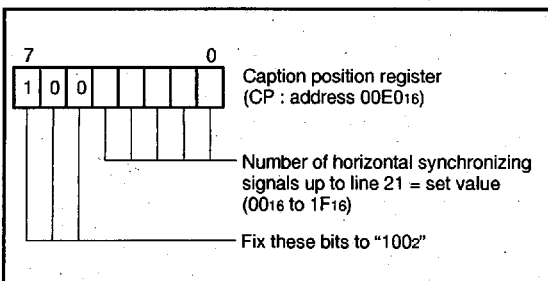 7 0
1 0 0
Caption position register
(CP : address 00E016)
Number of horizontal synchronizing
signals up to line 21 = set value
(0016 to 1F16)
Fix these bits to “1002”